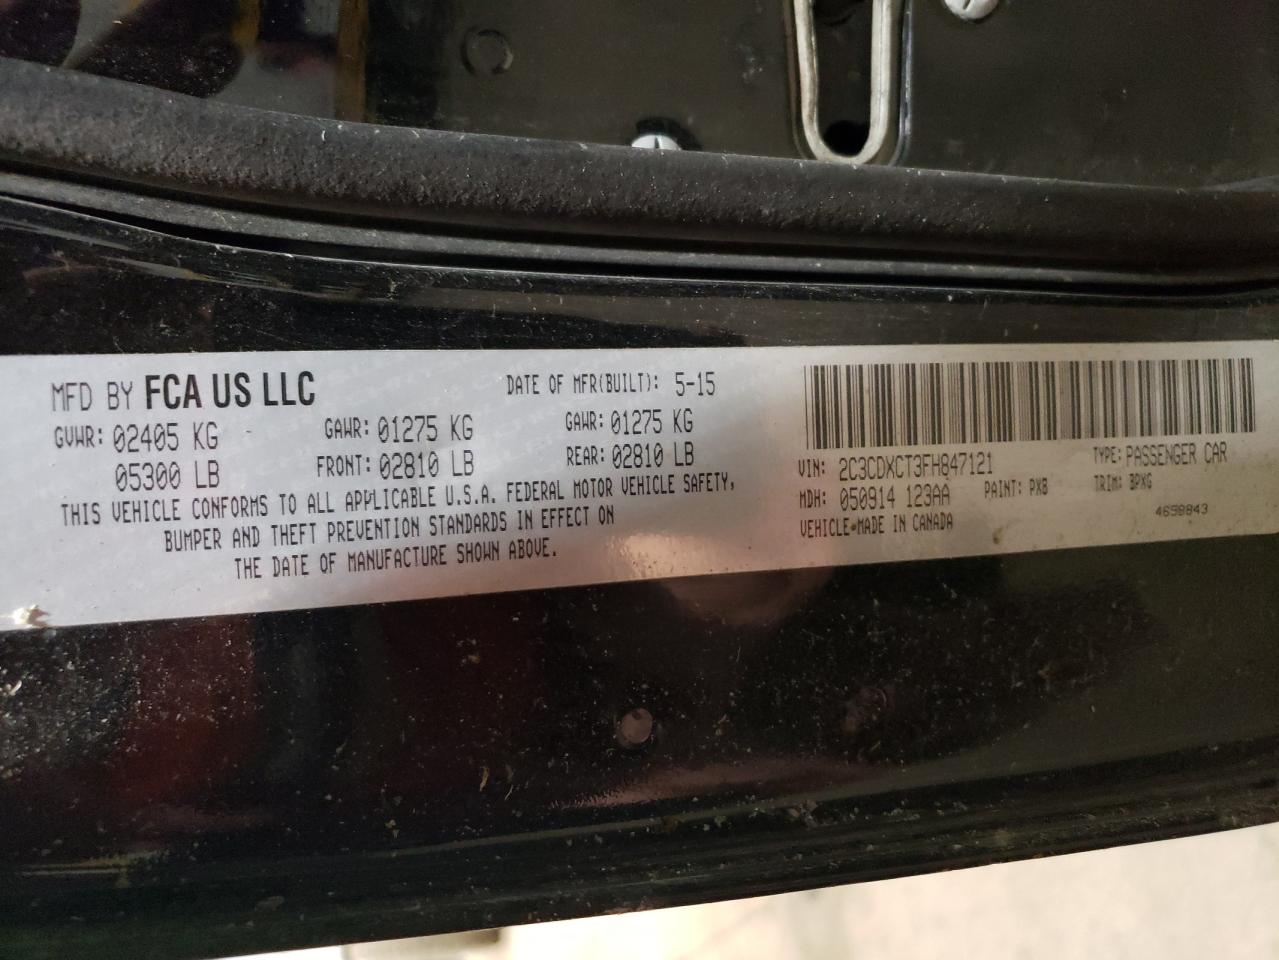 MFD BY FCA US LLC
DATE OF MFR(BUILT): 5-15
GVWR: 02405 KG
GAWR: 01275 KG
GAWR: 01275 KG
05300 LB
FRONT: 02810 LB
REAR: 02810 LB
THIS VEHICLE CONFORMS TO ALL APPLICABLE U.S.A. FEDERAL MOTOR VEHICLE SAFETY,
BUMPER AND THEFT PREVENTION STANDARDS IN EFFECT ON
THE DATE OF MANUFACTURE SHOWN ABOVE.
VIN: 2C3CDXCT3FH847121
TYPE: PASSENGER CAR
MDH: 050914 123AA
PAINT: PX8
TRIM: BPXG
VEHICLE MADE IN CANADA
4658843